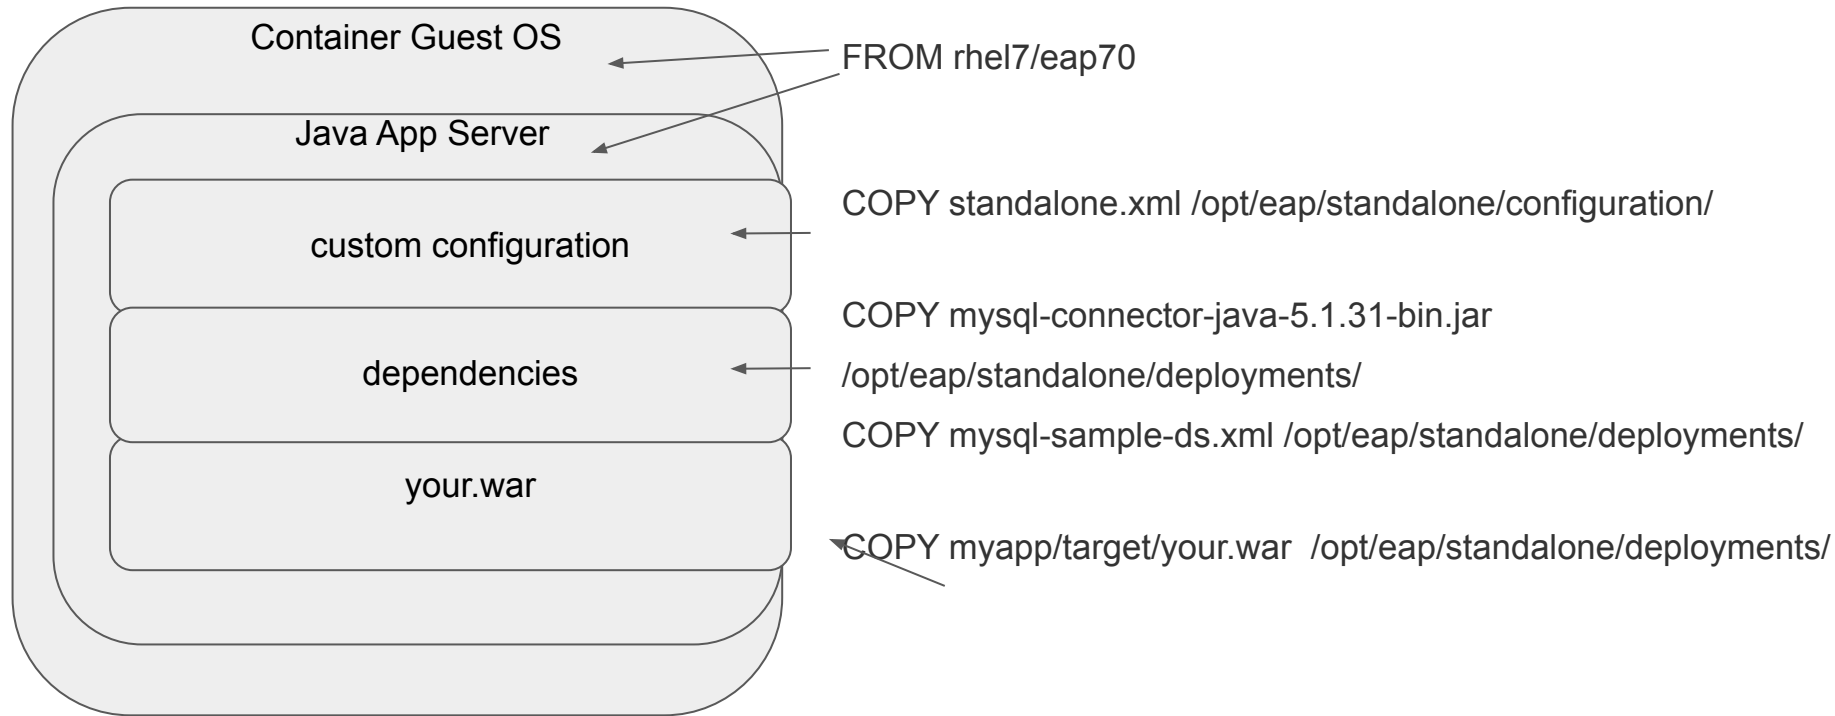 Container Guest OS
FROM rhel7/eap70
Java App Server
COPY standalone.xml /opt/eap/standalone/configuration/
custom configuration
COPY mysql-connector-java-5.1.31-bin.jar
/opt/eap/standalone/deployments/
dependencies
COPY mysql-sample-ds.xml /opt/eap/standalone/deployments/
your.war
COPY myapp/target/your.war  /opt/eap/standalone/deployments/